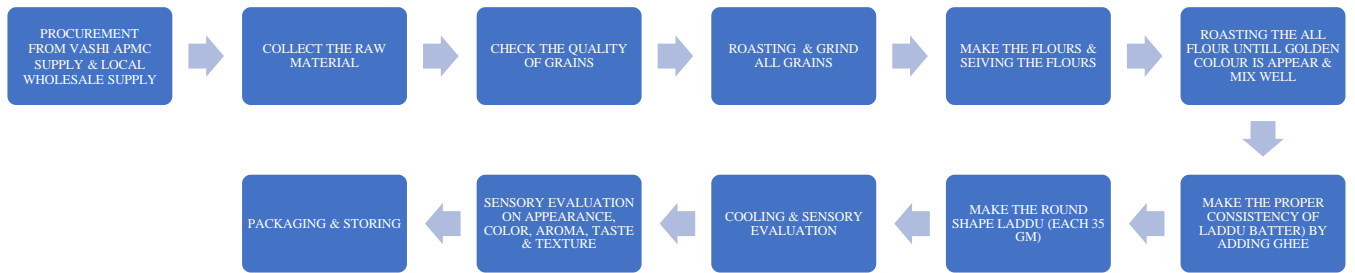 PROCUREMENT
FROM VASHI APMC
SUPPLY & LOCAL
WHOLESALE SUPPLY
COLLECT THE RAW
MATERIAL
CHECK THE QUALITY
OF GRAINS
ROASTING & GRIND
ALL GRAINS
MAKE THE FLOURS &
SEIVING THE FLOURS
ROASTING THE ALL
FLOUR UNTILL GOLDEN
COLOUR IS APPEAR &
MIX WELL
MAKE THE PROPER
CONSISTENCY OF
LADDU BATTER) BY
ADDING GHEE
MAKE THE ROUND
SHAPE LADDU (EACH 35
GM)
COOLING & SENSORY
EVALUATION
SENSORY EVALUATION
ON APPEARANCE,
COLOR, AROMA, TASTE
& TEXTURE
PACKAGING & STORING